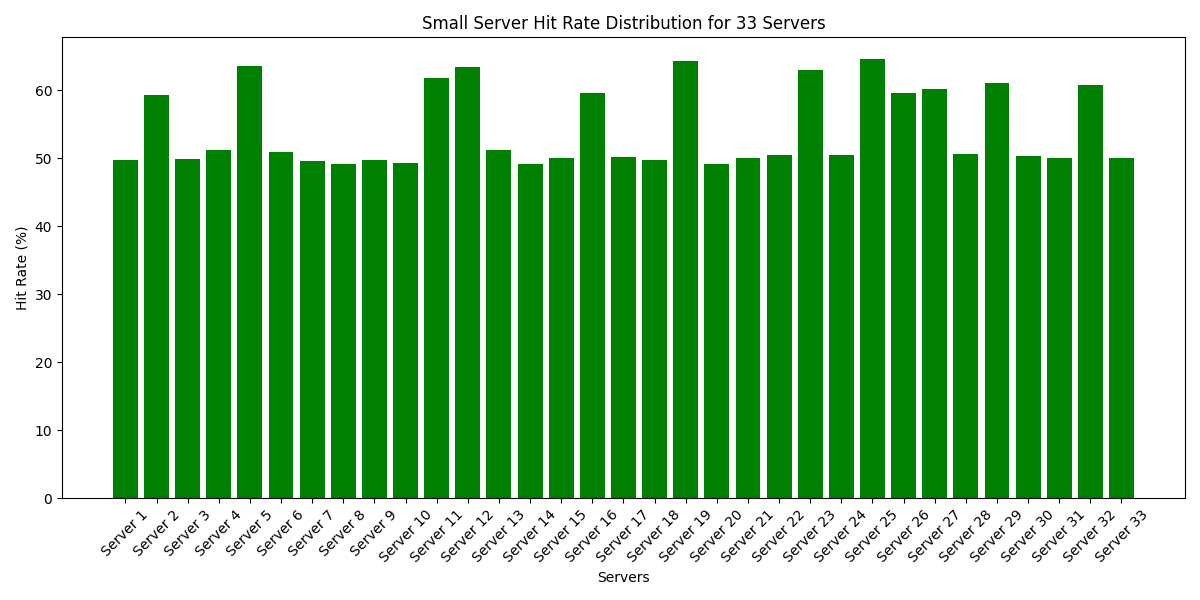 Small Server Hit Rate Distribution for 33 Servers
Hit Rate (%)
60
50
40
30
20
10
0
Server 1
Server 2
Server 3
Server 4
Server 5
Server 6
Server 7
Server 8
Server 9
Server 10
Server 11
Server 12
Server 13
Server 14
Server 15
Server 16
Server 17
Server 18
Server 19
Server 20
Server 21
Server 22
Server 23
Server 24
Server 25
Server 26
Server 27
Server 28
Server 29
Server 30
Server 31
Server 32
Server 33
Servers